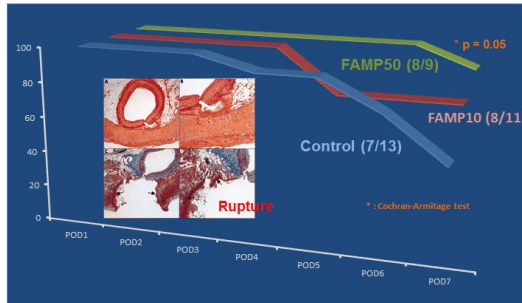 100
80
60
40
20
0
POD1
POD2
POD3
POD4
POD5
POD6
POD7
* p = 0.05
FAMP50 (8/9)
FAMP10 (8/11
Control (7/13)
A
B
C
Rupture
* : Cochran-Armitage test